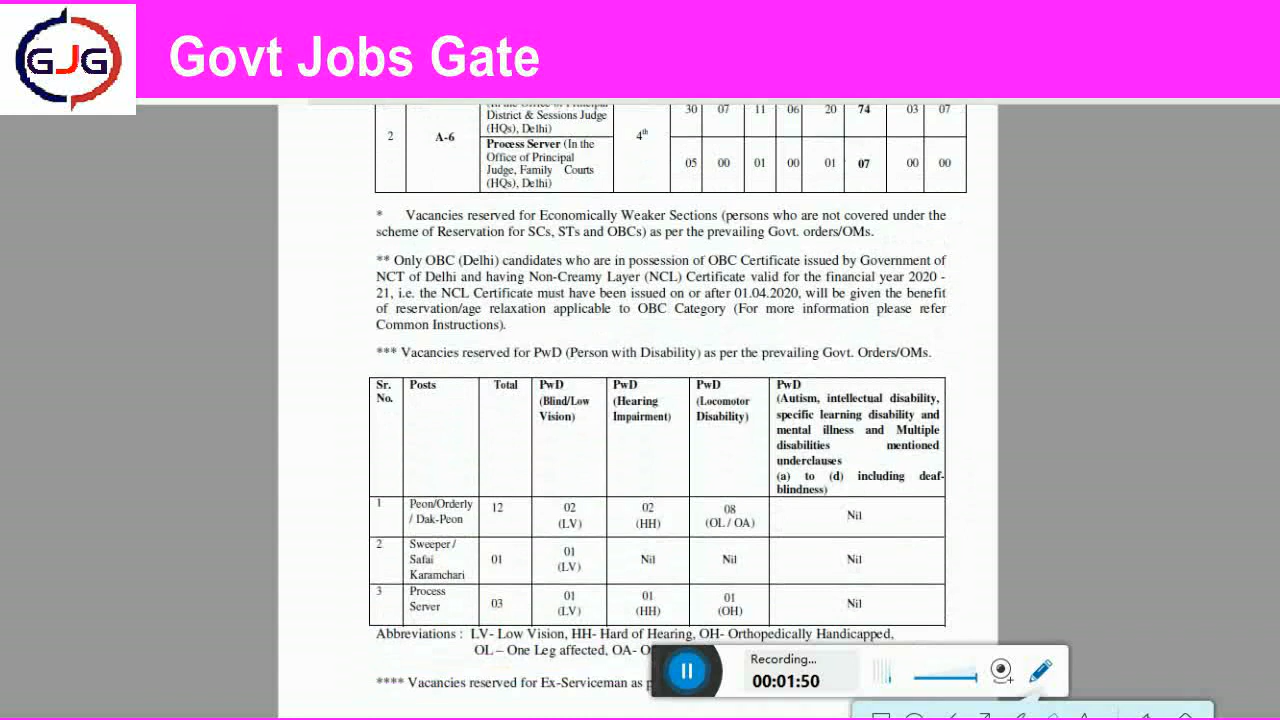 GJG
Govt Jobs Gate
District & Sessions Judge
(HQs), Delhi)
30 07 11 06 20 74 03 07
2 A-6 4th
Process Server (In the
Office of Principal
Judge, Family Courts
(HQs), Delhi)
05 00 01 00 01 07 00 00
* Vacancies reserved for Economically Weaker Sections (persons who are not covered under the
scheme of Reservation for SCs, STs and OBCs) as per the prevailing Govt. orders/OMs.
** Only OBC (Delhi) candidates who are in possession of OBC Certificate issued by Government of
NCT of Delhi and having Non-Creamy Layer (NCL) Certificate valid for the financial year 2020 -
21, i.e. the NCL Certificate must have been issued on or after 01.04.2020, will be given the benefit
of reservation/age relaxation applicable to OBC Category (For more information please refer
Common Instructions).
*** Vacancies reserved for PwD (Person with Disability) as per the prevailing Govt. Orders/OMs.
Sr.
No.
Posts
Total
PwD
(Blind/Low
Vision)
PwD
(Hearing
Impairment)
PwD
(Locomotor
Disability)
PwD
(Autism, intellectual disability,
specific learning disability and
mental illness and Multiple
disabilities mentioned
underclauses
(a) to (d) including deaf-
blindness)
1
Peon/Orderly
/ Dak-Peon
12
02
(LV)
02
(HH)
08
(OL / OA)
Nil
2
Sweeper /
Safai
Karamchari
01
01
(LV)
Nil
Nil
Nil
3
Process
Server
03
01
(LV)
01
(HH)
01
(OH)
Nil
Abbreviations : LV- Low Vision, HH- Hard of Hearing, OH- Orthopedically Handicapped,
OL – One Leg affected, OA- O
**** Vacancies reserved for Ex-Serviceman as p
Recording...
00:01:50